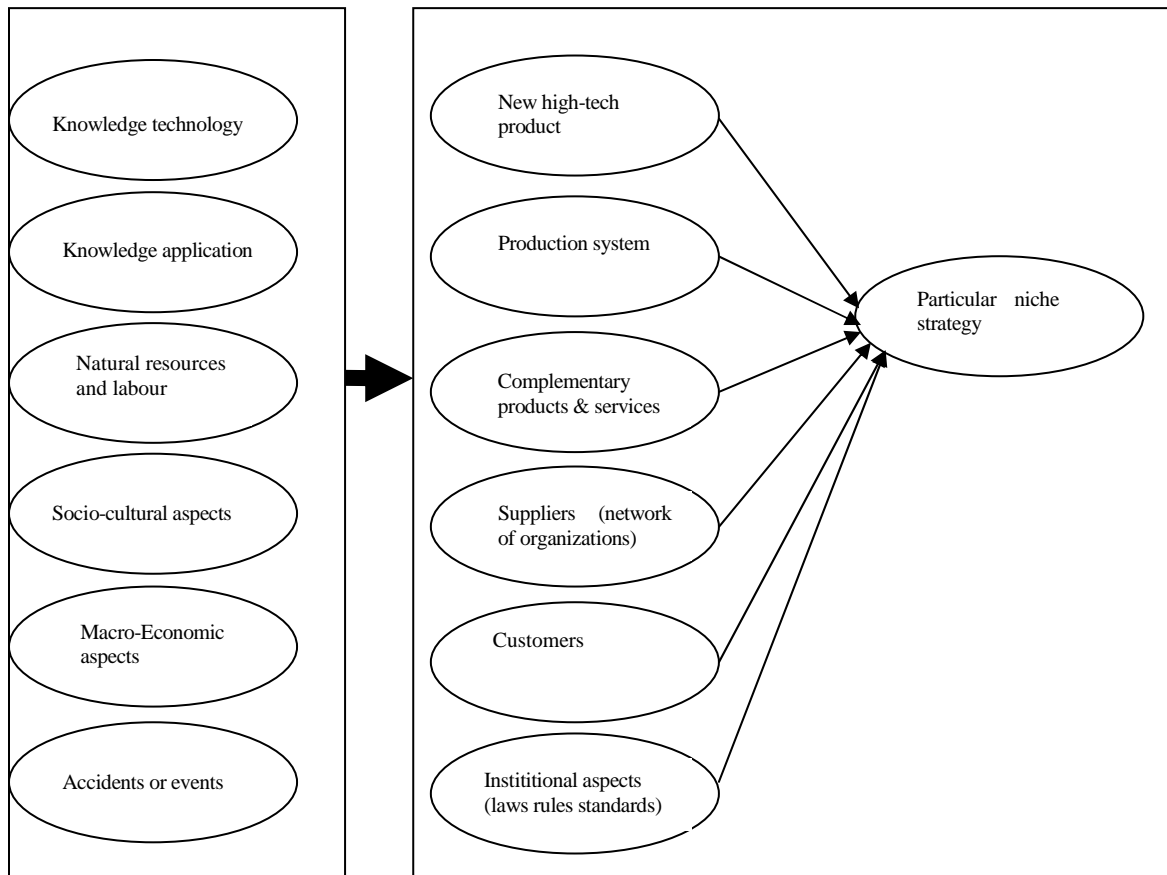 Knowledge technology
Knowledge application
Natural resources
and labour
Socio-cultural aspects
Macro-Economic
aspects
Accidents or events
New high-tech
product
Production system
Complementary
products & services
Suppliers (network
of organizations)
Customers
Instititional aspects
(laws rules standards)
Particular niche
strategy